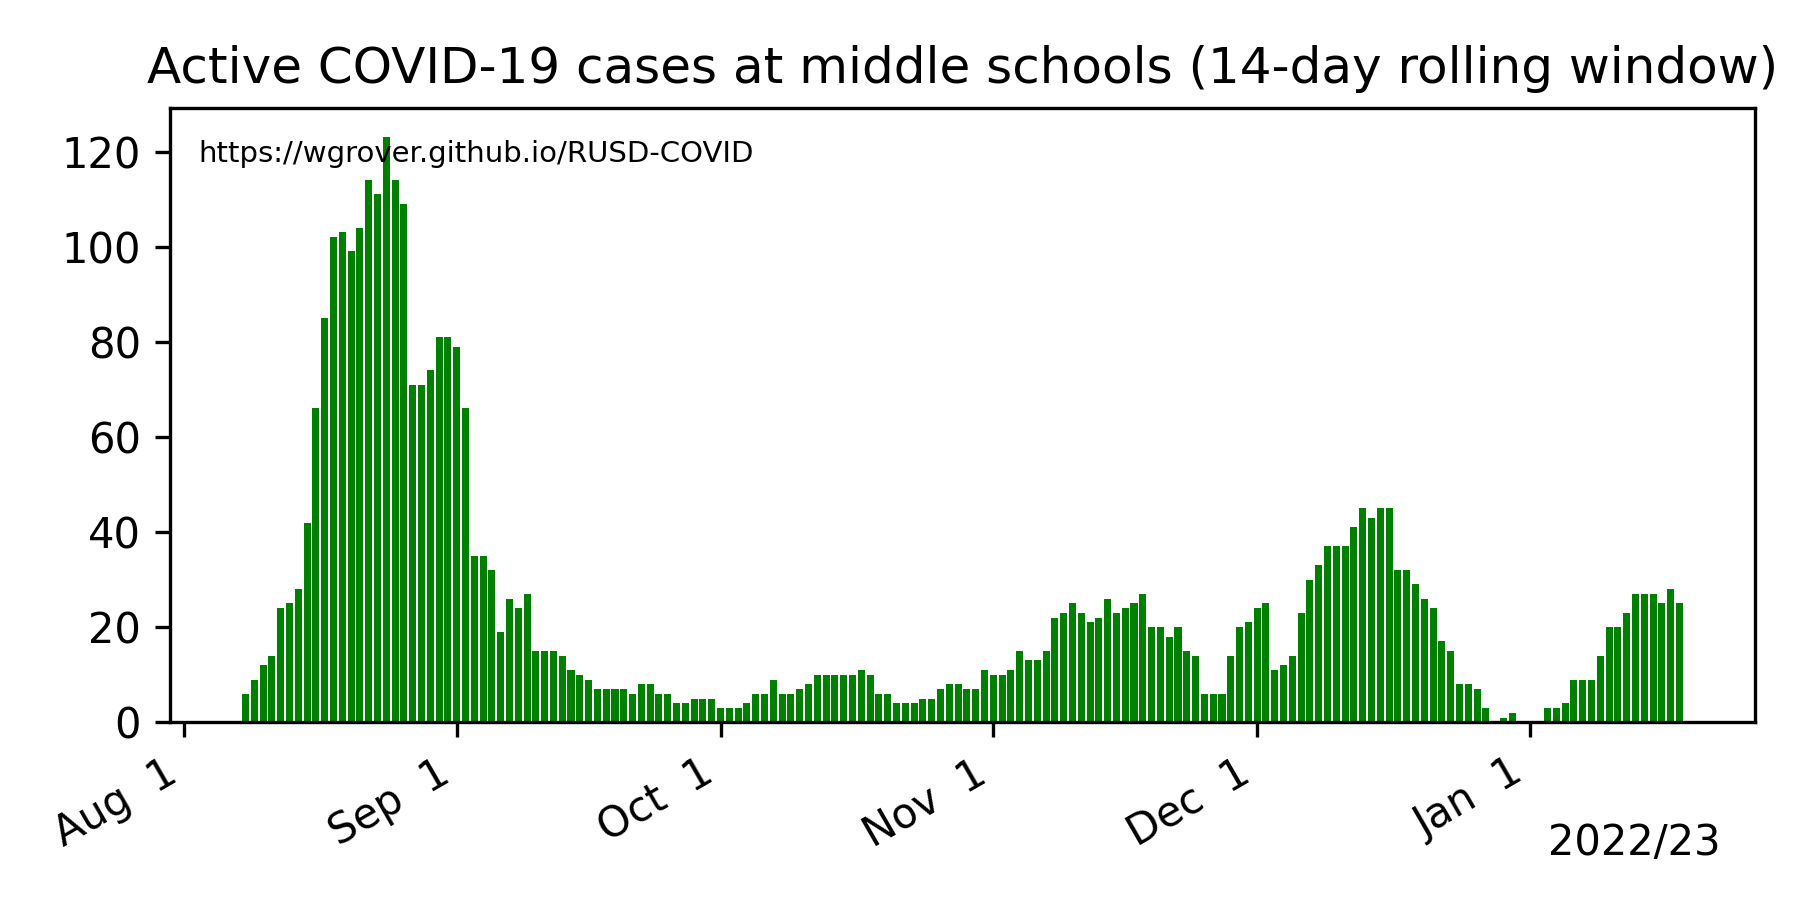 Active COVID-19 cases at middle schools (14-day rolling window)
https://wgrover.github.io/RUSD-COVID
120
100
80
60
40
20
0
Aug 1
Sep 1
Oct 1
Nov 1
Dec 1
Jan 1
2022/23